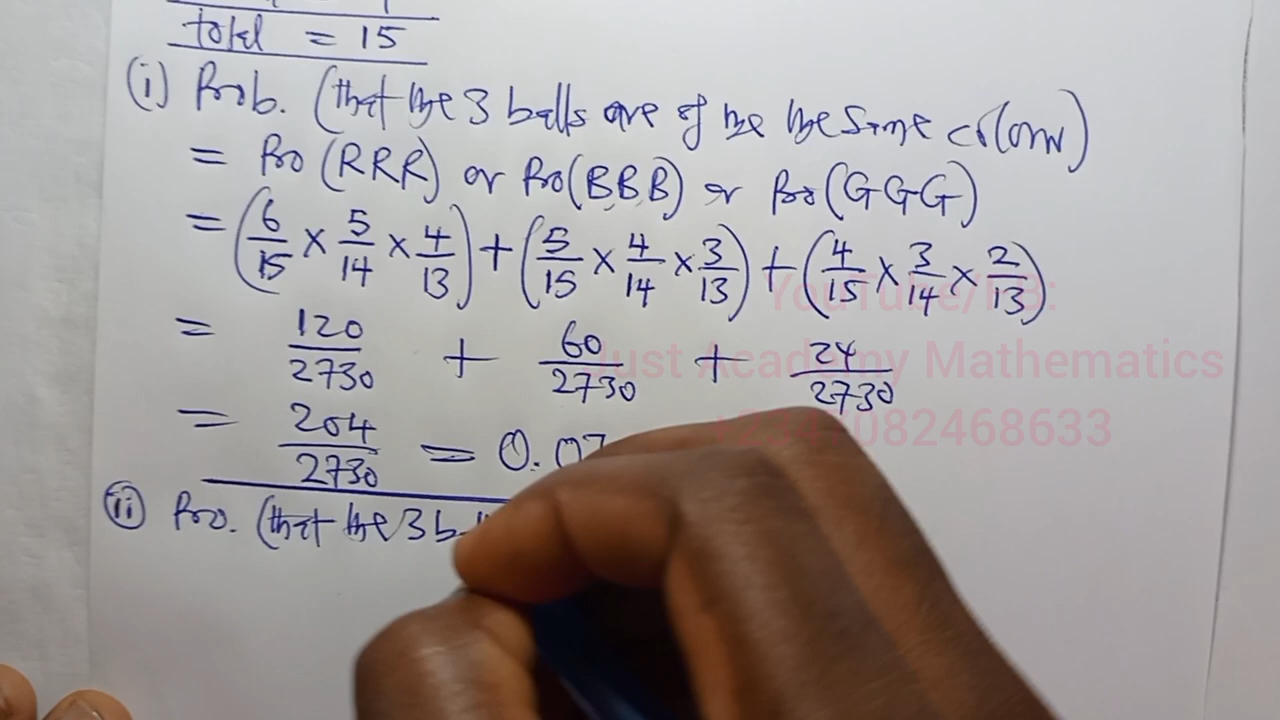 total = 15
(i) Prob. (that the 3 balls are of the the same colour)
= Pro (RRR) or Pro(BBB) or Pro(GGG)
= (6/15 × 5/14 × 4/13) + (5/15 × 4/14 × 3/13) + (4/15 × 3/14 × 2/13)
YouTube/FB:
= 120/2730 + 60/2730 + 24/2730
Just Academy Mathematics
= 204/2730 = 0.07
(ii) Pro. (that the 3